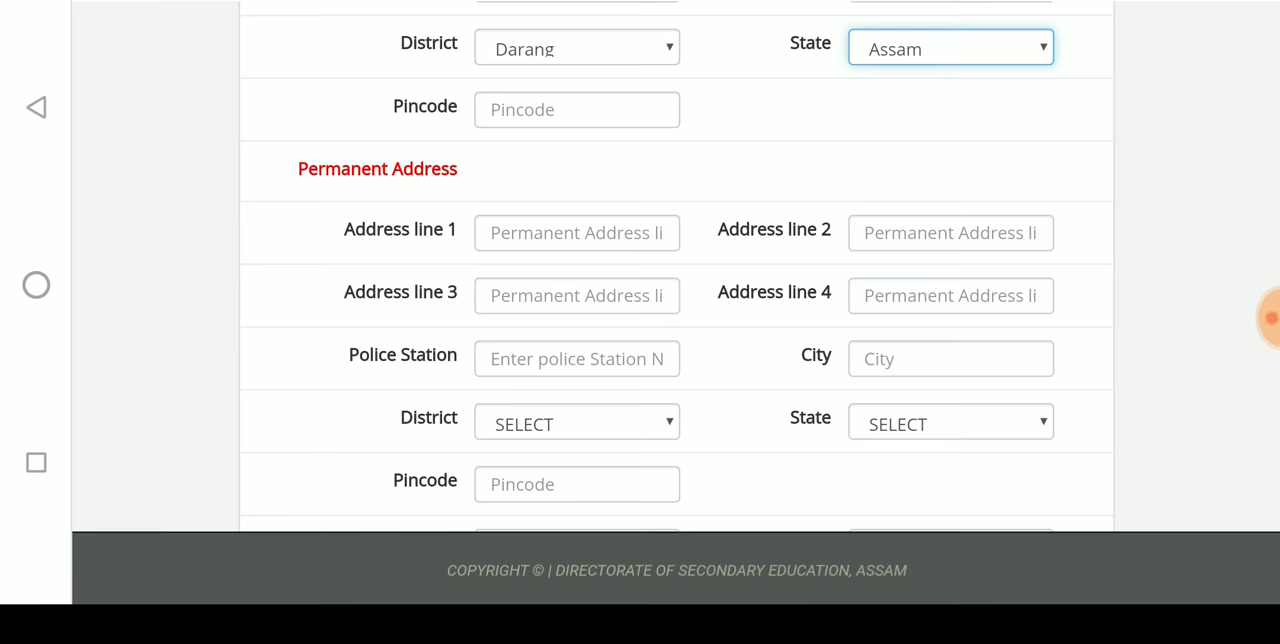 District Darang State Assam
Pincode Pincode
Permanent Address
Address line 1 Permanent Address li Address line 2 Permanent Address li
Address line 3 Permanent Address li Address line 4 Permanent Address li
Police Station Enter police Station N City City
District SELECT State SELECT
Pincode Pincode
COPYRIGHT © | DIRECTORATE OF SECONDARY EDUCATION, ASSAM